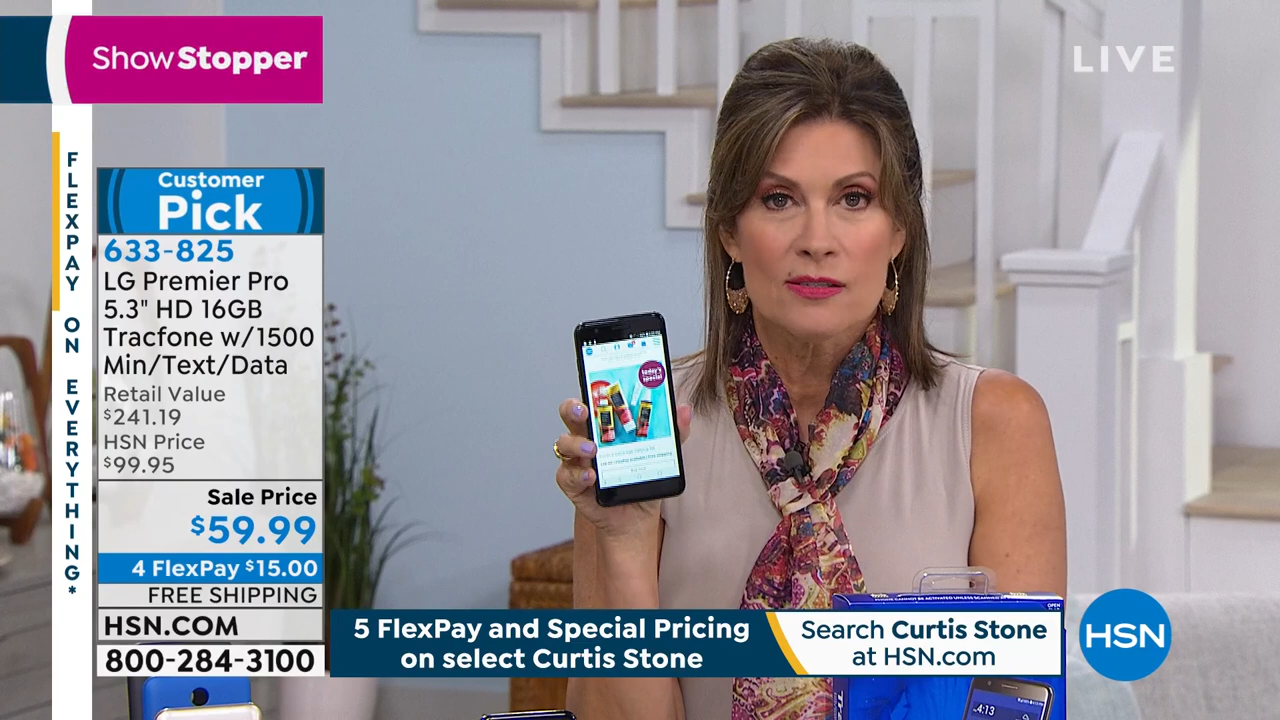 ShowStopper
LIVE
FLEXPAY ON EVERYTHING*
Customer
Pick
633-825
LG Premier Pro
5.3" HD 16GB
Tracfone w/1500
Min/Text/Data
Retail Value
$241.19
HSN Price
$99.95
Sale Price
$59.99
4 FlexPay $15.00
FREE SHIPPING
HSN.COM
800-284-3100
today's
special
5 FlexPay and Special Pricing
on select Curtis Stone
Search Curtis Stone
at HSN.com
HSN
OPEN
4:13